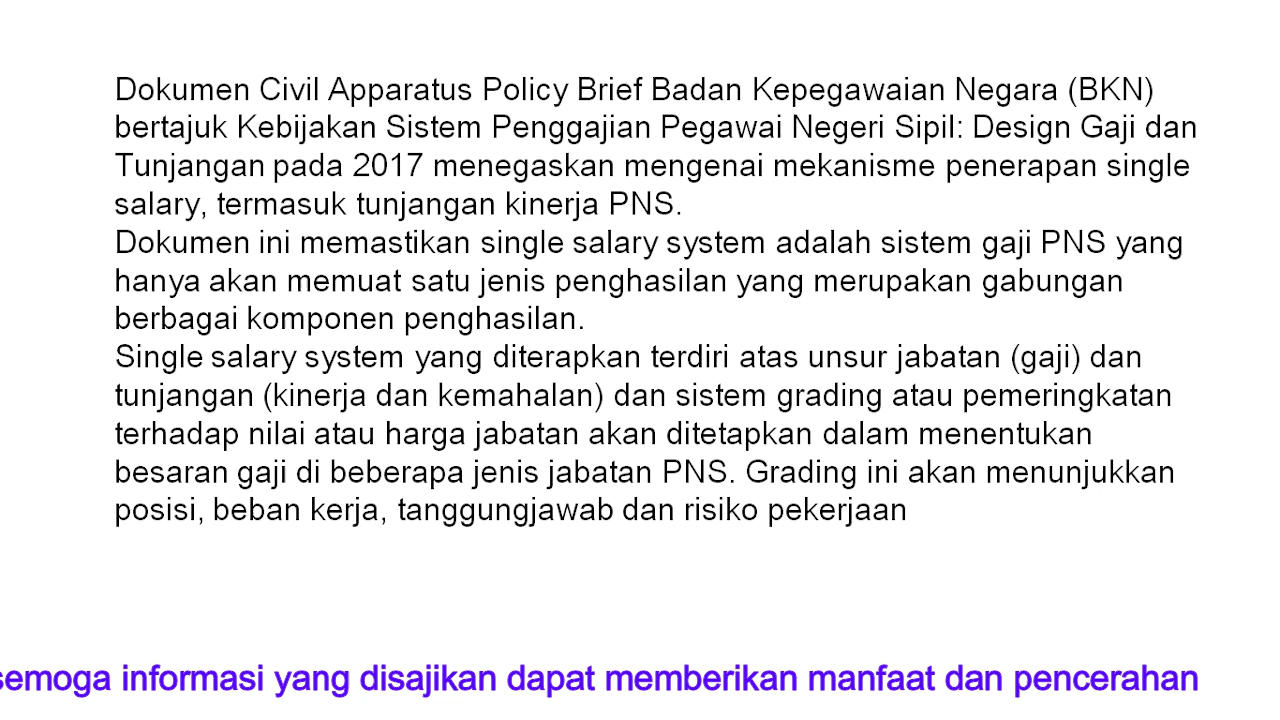 Dokumen Civil Apparatus Policy Brief Badan Kepegawaian Negara (BKN)
bertajuk Kebijakan Sistem Penggajian Pegawai Negeri Sipil: Design Gaji dan
Tunjangan pada 2017 menegaskan mengenai mekanisme penerapan single
salary, termasuk tunjangan kinerja PNS.
Dokumen ini memastikan single salary system adalah sistem gaji PNS yang
hanya akan memuat satu jenis penghasilan yang merupakan gabungan
berbagai komponen penghasilan.
Single salary system yang diterapkan terdiri atas unsur jabatan (gaji) dan
tunjangan (kinerja dan kemahalan) dan sistem grading atau pemeringkatan
terhadap nilai atau harga jabatan akan ditetapkan dalam menentukan
besaran gaji di beberapa jenis jabatan PNS. Grading ini akan menunjukkan
posisi, beban kerja, tanggungjawab dan risiko pekerjaan
semoga informasi yang disajikan dapat memberikan manfaat dan pencerahan